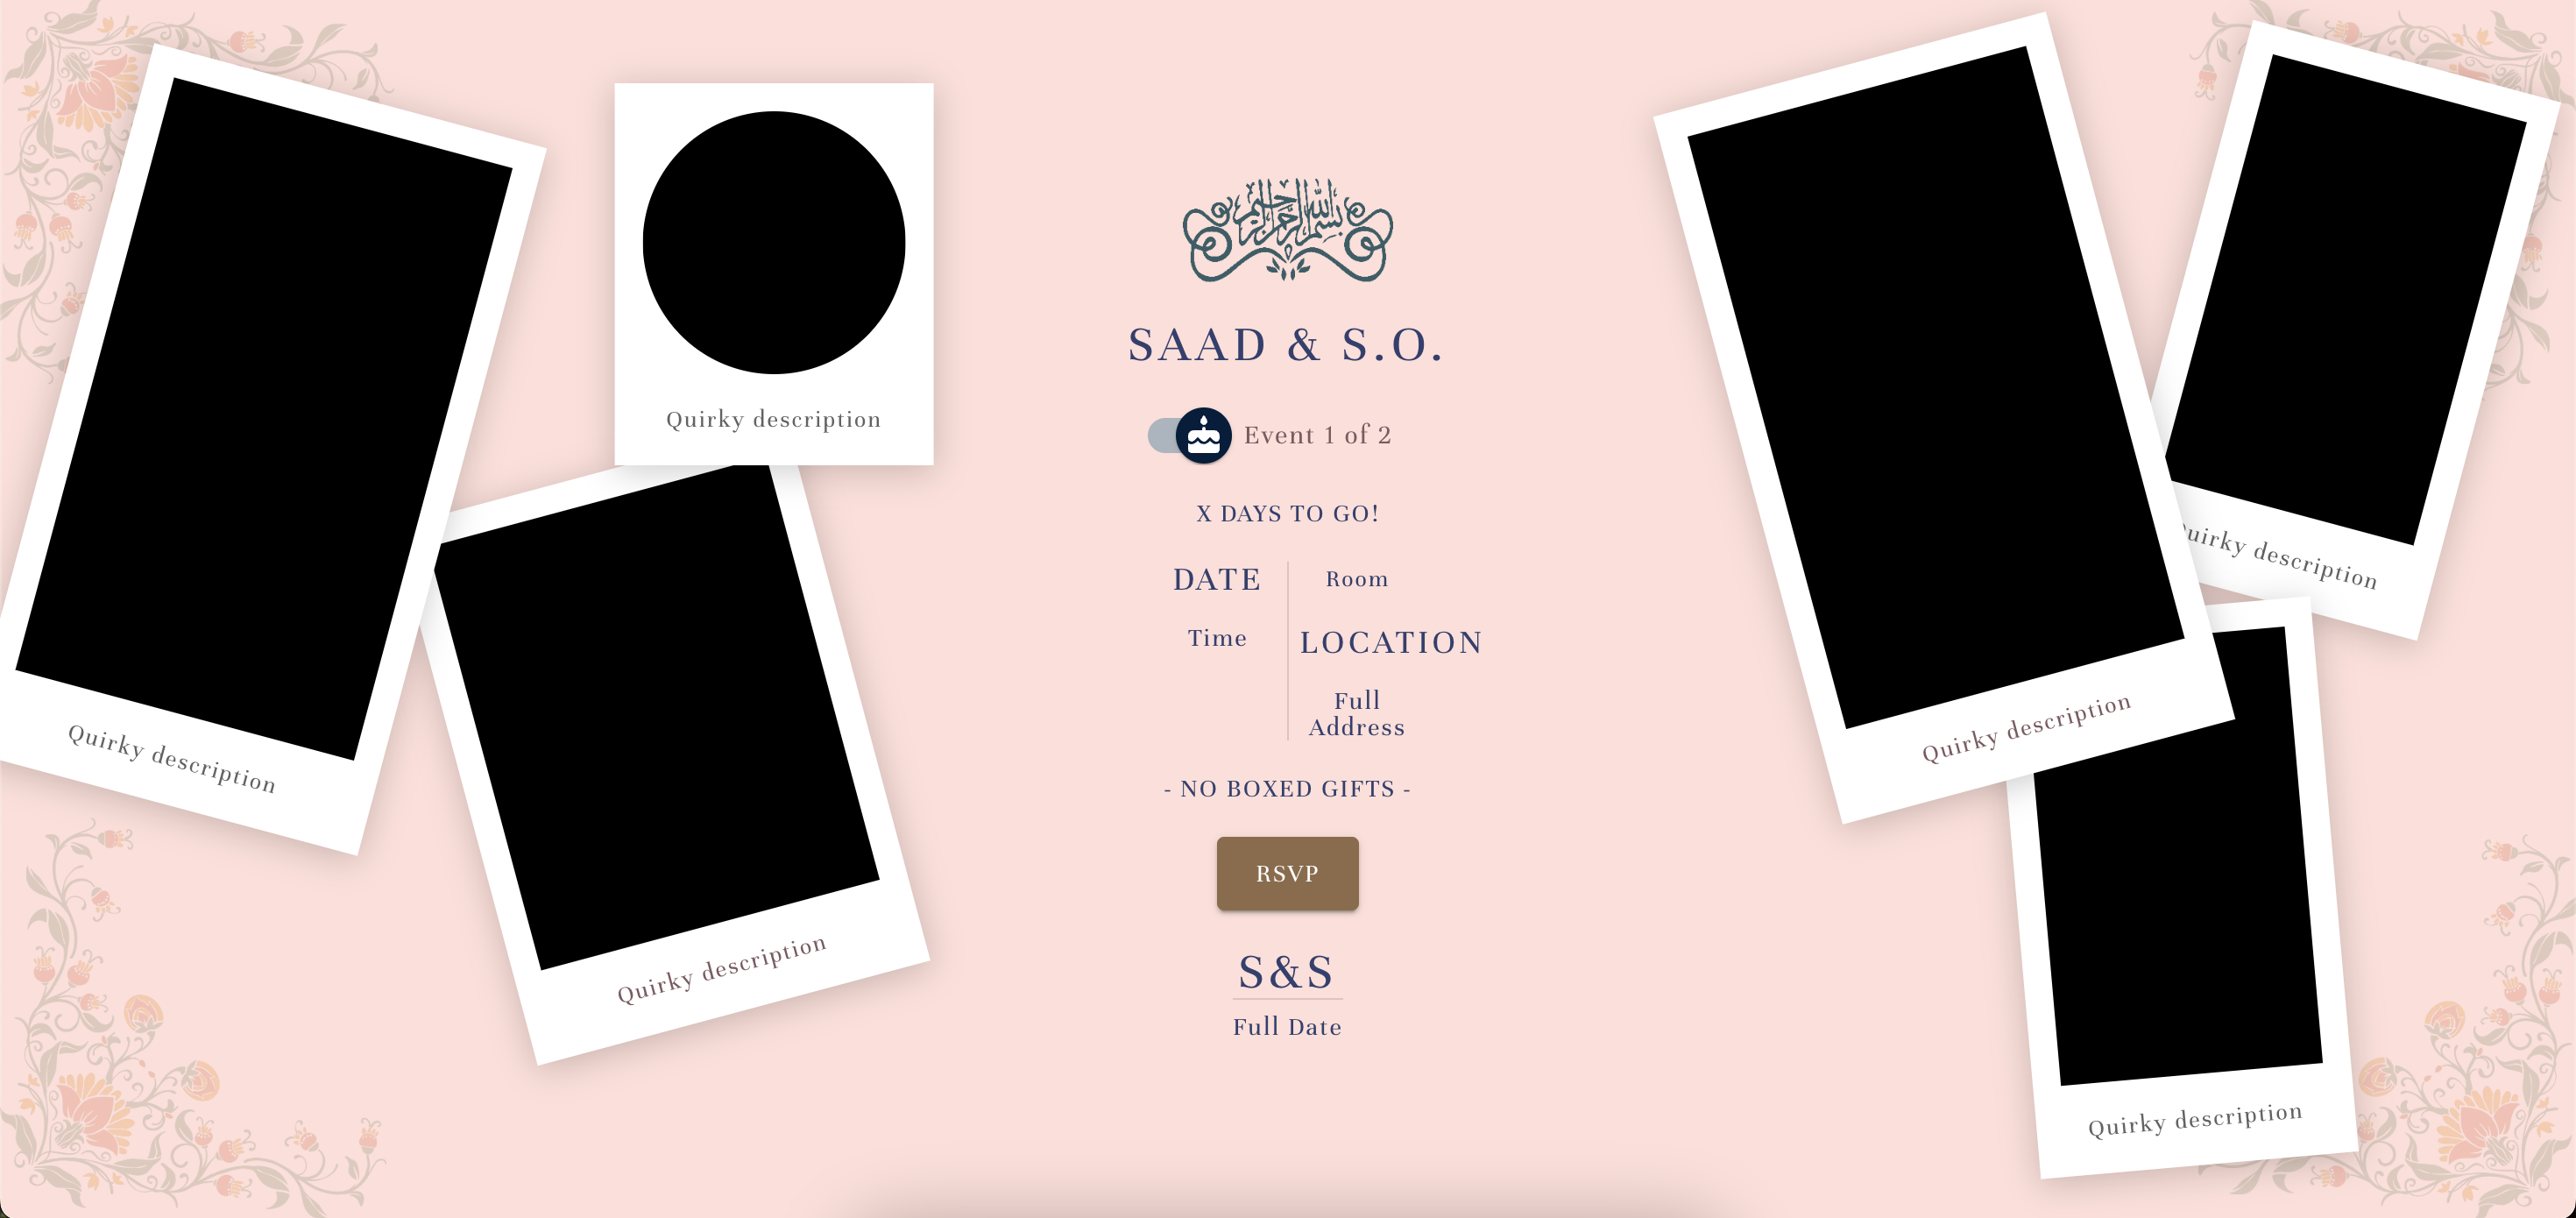 Quirky description
Quirky description
Quirky description
بسم الله الرحمن الرحيم
SAAD & S.O.
Event 1 of 2
X DAYS TO GO!
DATE
Time
Room
LOCATION
Full
Address
- NO BOXED GIFTS -
RSVP
S&S
Full Date
Quirky description
uirky description
Quirky description